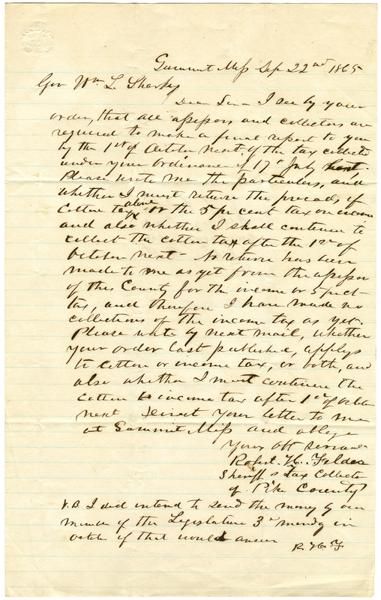 Summit Miss Sep 22nd 1865
Gov Wm L Sharkey
Dear Sir - I see by your
order, that all assessors and collectors are
required to make a final report to you
by the 1st of October next of the tax collected
under your ordinance of 17th July
Please write me the particulars, and
whether I must return the proceeds of
cotton tax alone or the 5 per cent tax on income
and also whether I shall continue to
collect the cotton tax after the 1st of
October next - No return has been
made to me as yet from the assessor
of this County for the income or specific
tax, and therefore I have made no
collections of the income tax as yet.
Please write by next mail, whether
your order last published, applys
to cotton or income tax, or both, and
also whether I must continue the
cotton & income tax after 1st of October
next Direct your letter to me
at Summit Miss and oblige
Your obt servant
Robert H. Felder
Sheriff & Tax Collector
of Pike County
N.B I did intend to send the money by our
member of the Legislature 3rd monday in
October if that would answer
R. H. F.